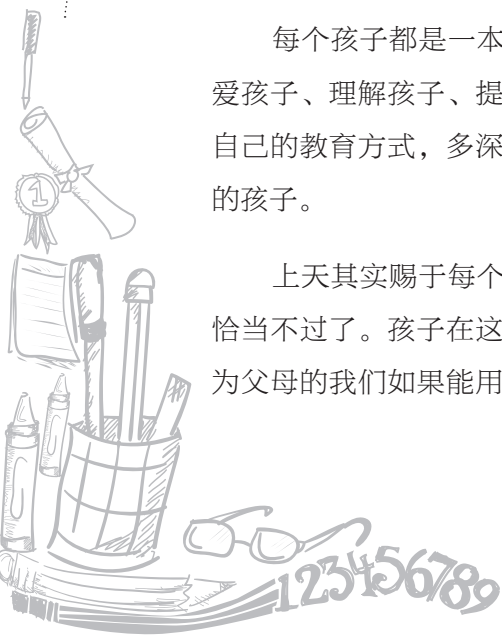 每个孩子都是一本
爱孩子、理解孩子、提
自己的教育方式，多深
的孩子。
上天其实赐于每个
恰当不过了。孩子在这
为父母的我们如果能用
1
123456789